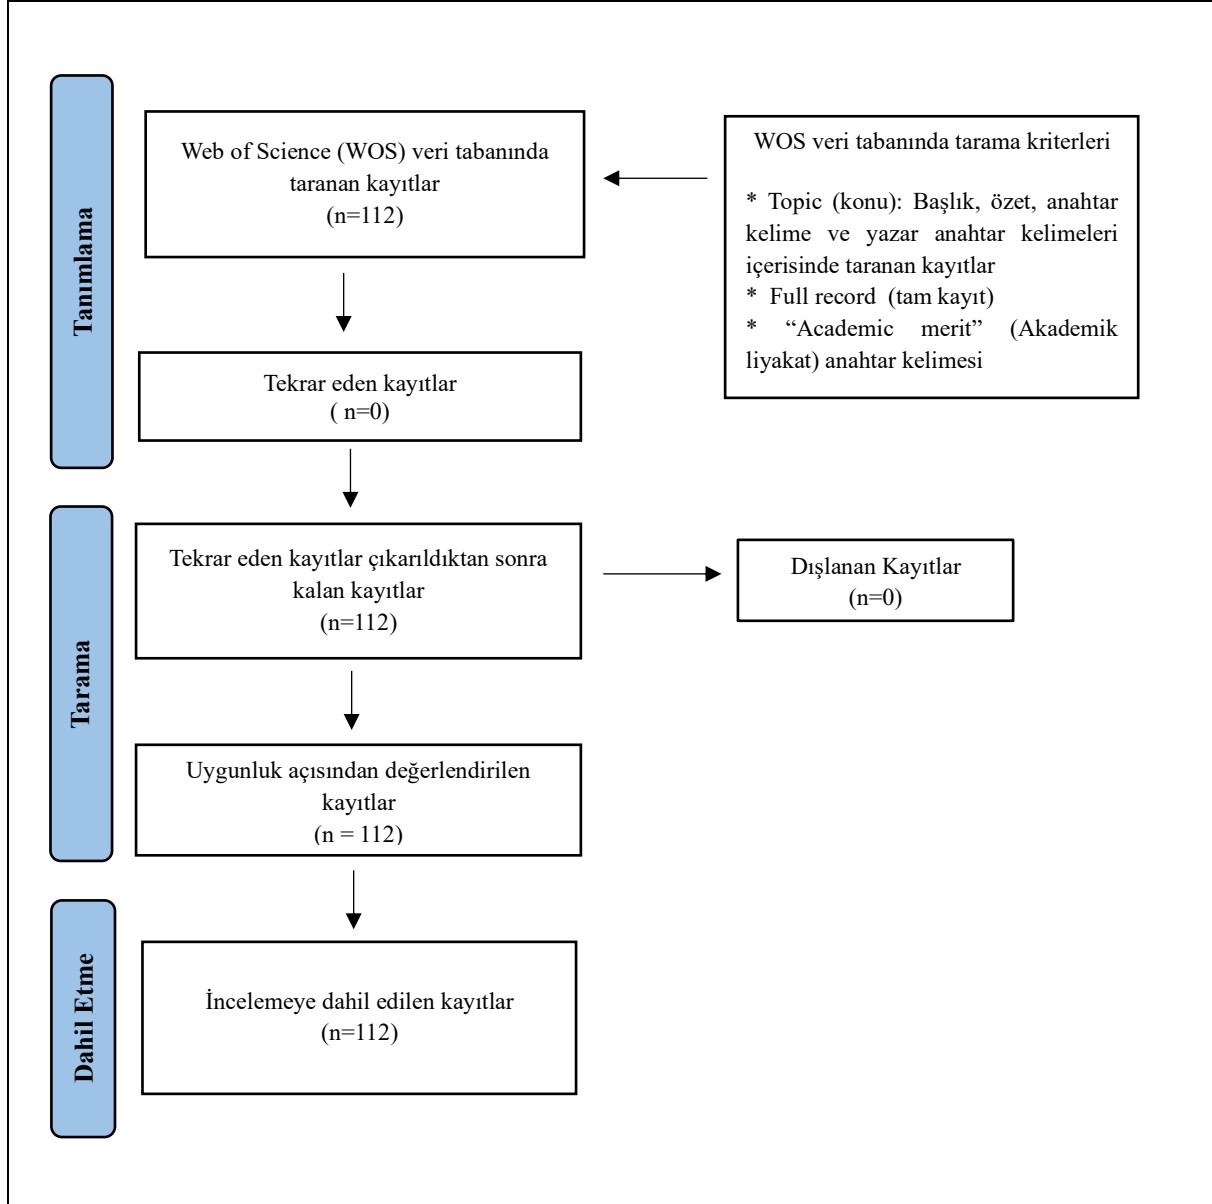 Tanımlama
Web of Science (WOS) veri tabanında
taranan kayıtlar
(n=112)
WOS veri tabanında tarama kriterleri
* Topic (konu): Başlık, özet, anahtar
kelime ve yazar anahtar kelimeleri
içerisinde taranan kayıtlar
* Full record (tam kayıt)
* “Academic merit” (Akademik
liyakat) anahtar kelimesi
Tekrar eden kayıtlar
( n=0)
Tarama
Tekrar eden kayıtlar çıkarıldıktan sonra
kalan kayıtlar
(n=112)
Dışlanan Kayıtlar
(n=0)
Uygunluk açısından değerlendirilen
kayıtlar
(n = 112)
Dahil Etme
İncelemeye dahil edilen kayıtlar
(n=112)